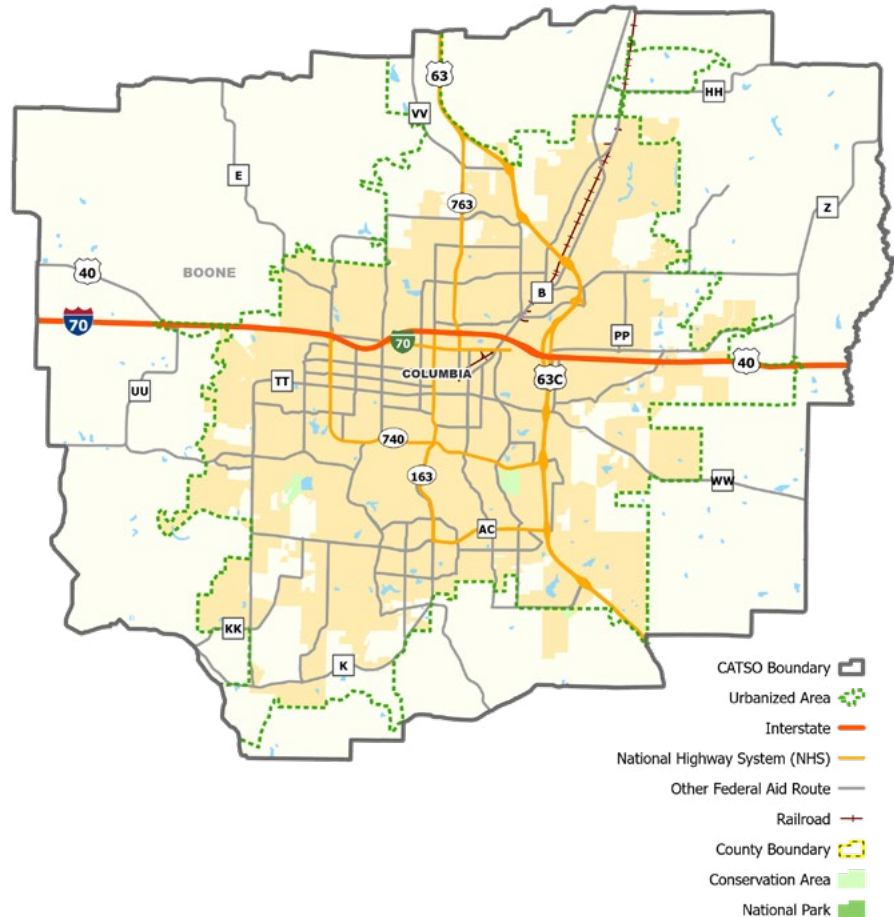 63
VV
HH
E
763
Z
40
BOONE
B
70
PP
70
40
COLUMBIA
63C
TT
UU
740
163
WW
AC
KK
K
CATSO Boundary
Urbanized Area
Interstate
National Highway System (NHS)
Other Federal Aid Route
Railroad
County Boundary
Conservation Area
National Park